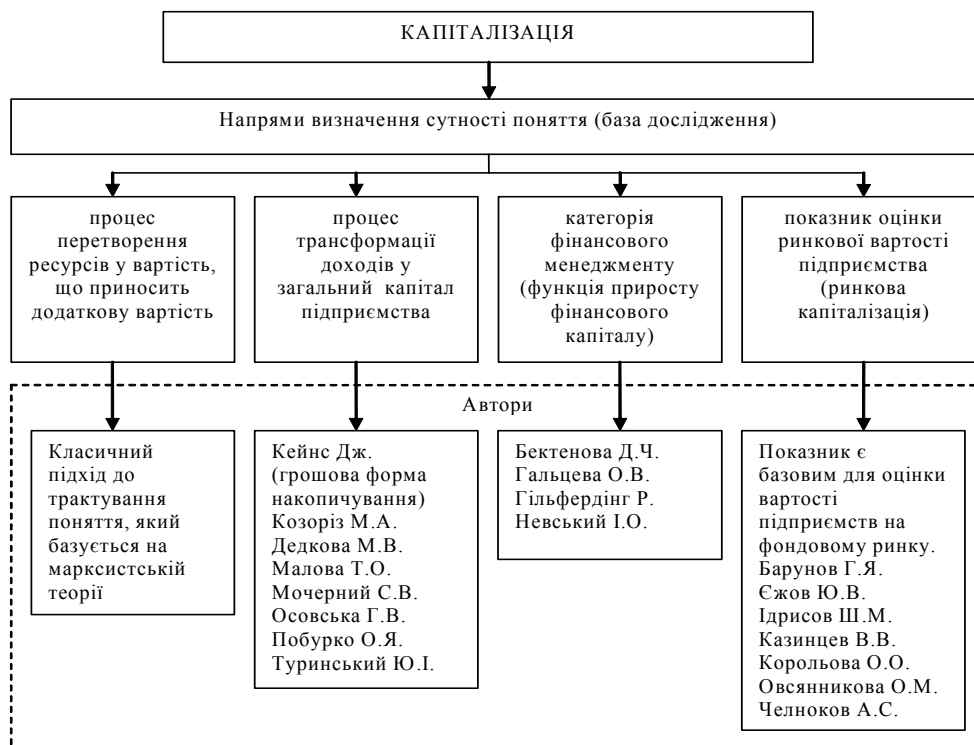 КАПІТАЛІЗАЦІЯ
Напрями визначення сутності поняття (база дослідження)
процес
перетворення
ресурсів у вартість,
що приносить
додаткову вартість
процес
трансформації
доходів у
загальний капітал
підприємства
категорія
фінансового
менеджменту
(функція приросту
фінансового
капіталу)
показник оцінки
ринкової вартості
підприємства
(ринкова
капіталізація)
Автори
Класичний
підхід до
трактування
поняття, який
базується на
марксистській
теорії
Кейнс Дж.
(грошова форма
накопичування)
Козоріз М.А.
Дедкова М.В.
Малова Т.О.
Мочерний С.В.
Осовська Г.В.
Побурко О.Я.
Туринський Ю.І.
Бектенова Д.Ч.
Гальцева О.В.
Гільфердінг Р.
Невський І.О.
Показник є
базовим для оцінки
вартості
підприємств на
фондовому ринку.
Барунов Г.Я.
Єжов Ю.В.
Ідрисов Ш.М.
Казинцев В.В.
Корольова О.О.
Овсянникова О.М.
Челноков А.С.